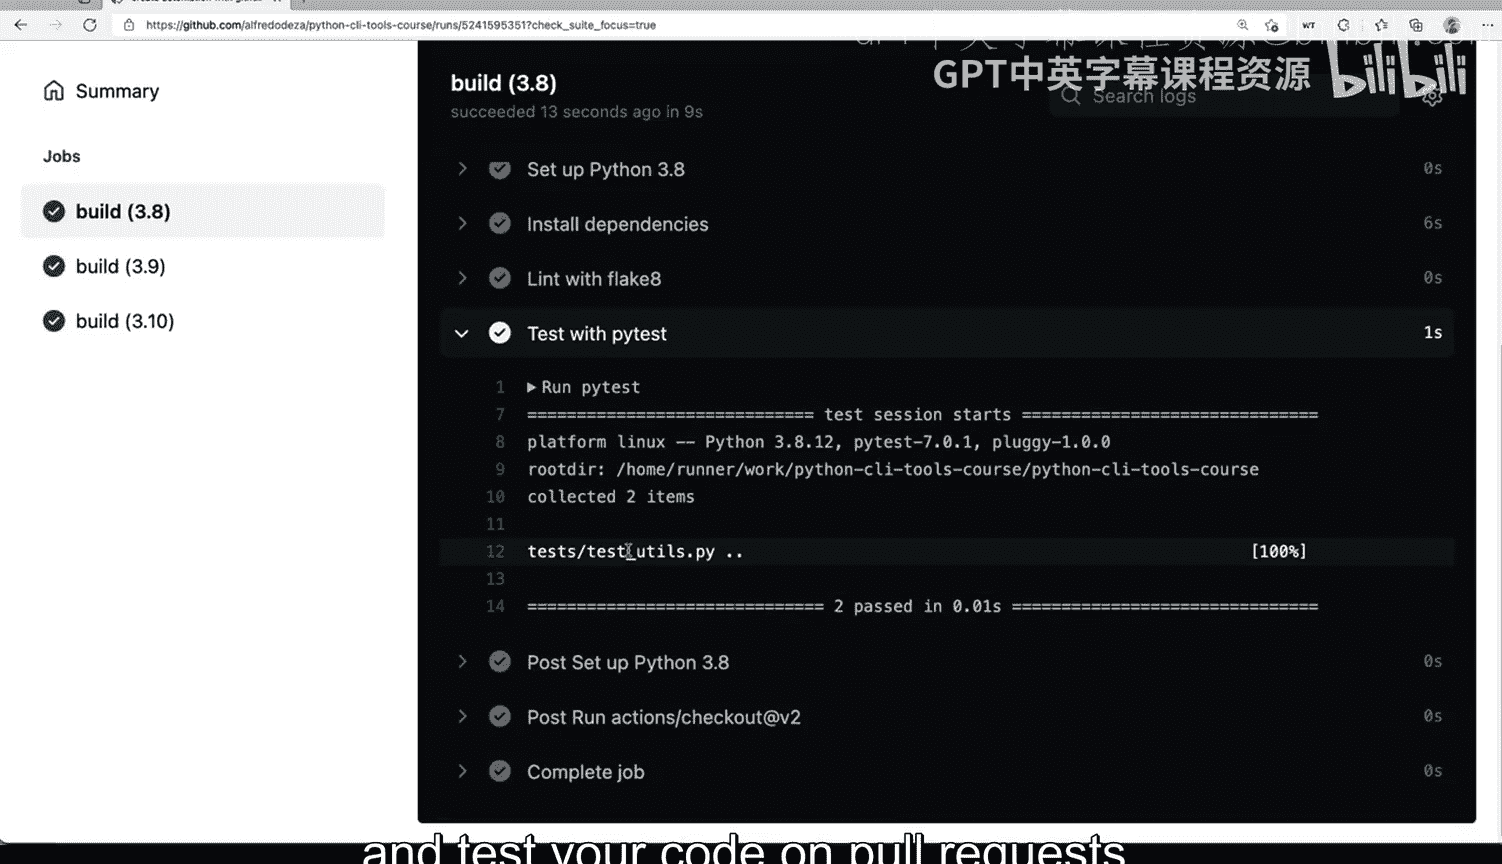 https://github.com/alfredodeza/python-cli-tools-course/runs/5241595351?check_suite_focus=true
WT
GPT中英字幕课程资源
bilibili
Summary
Jobs
build (3.8)
build (3.9)
build (3.10)
build (3.8)
succeeded 13 seconds ago in 9s
Search logs
Set up Python 3.8 0s
Install dependencies 6s
Lint with flake8 0s
Test with pytest 1s
1 Run pytest
7 ============================= test session starts ==============================
8 platform linux -- Python 3.8.12, pytest-7.0.1, pluggy-1.0.0
9 rootdir: /home/runner/work/python-cli-tools-course/python-cli-tools-course
10 collected 2 items
11
12 tests/test_utils.py .. [100%]
13
14 ============================== 2 passed in 0.01s ===============================
Post Set up Python 3.8 0s
Post Run actions/checkout@v2 0s
Complete job 0s
and test your code on pull requests